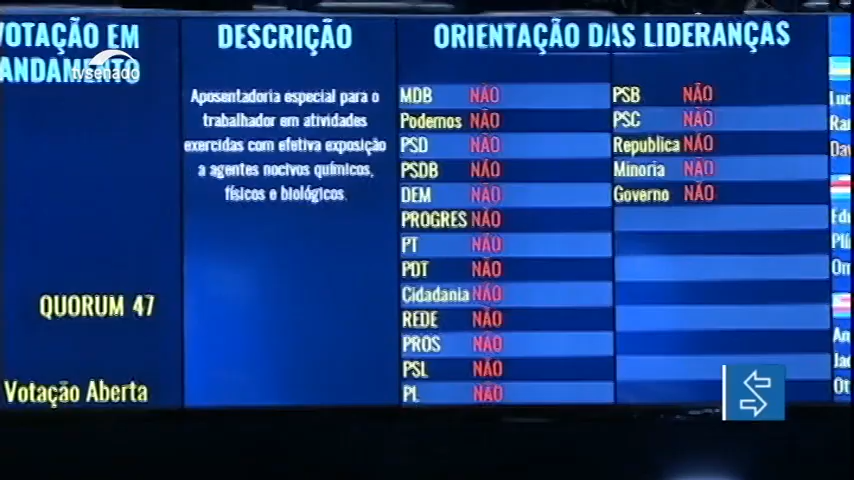 VOTAÇÃO EM
ANDAMENTO
tvsenado
QUORUM 47
Votação Aberta
DESCRIÇÃO
Aposentadoria especial para o
trabalhador em atividades
exercidas com efetiva exposição
a agentes nocivos químicos,
físicos e biológicos.
ORIENTAÇÃO DAS LIDERANÇAS
MDB NÃO
Podemos NÃO
PSD NÃO
PSDB NÃO
DEM NÃO
PROGRES NÃO
PT NÃO
PDT NÃO
Cidadania NÃO
REDE NÃO
PROS NÃO
PSL NÃO
PL NÃO
PSB NÃO
PSC NÃO
Republica NÃO
Minoria NÃO
Governo NÃO